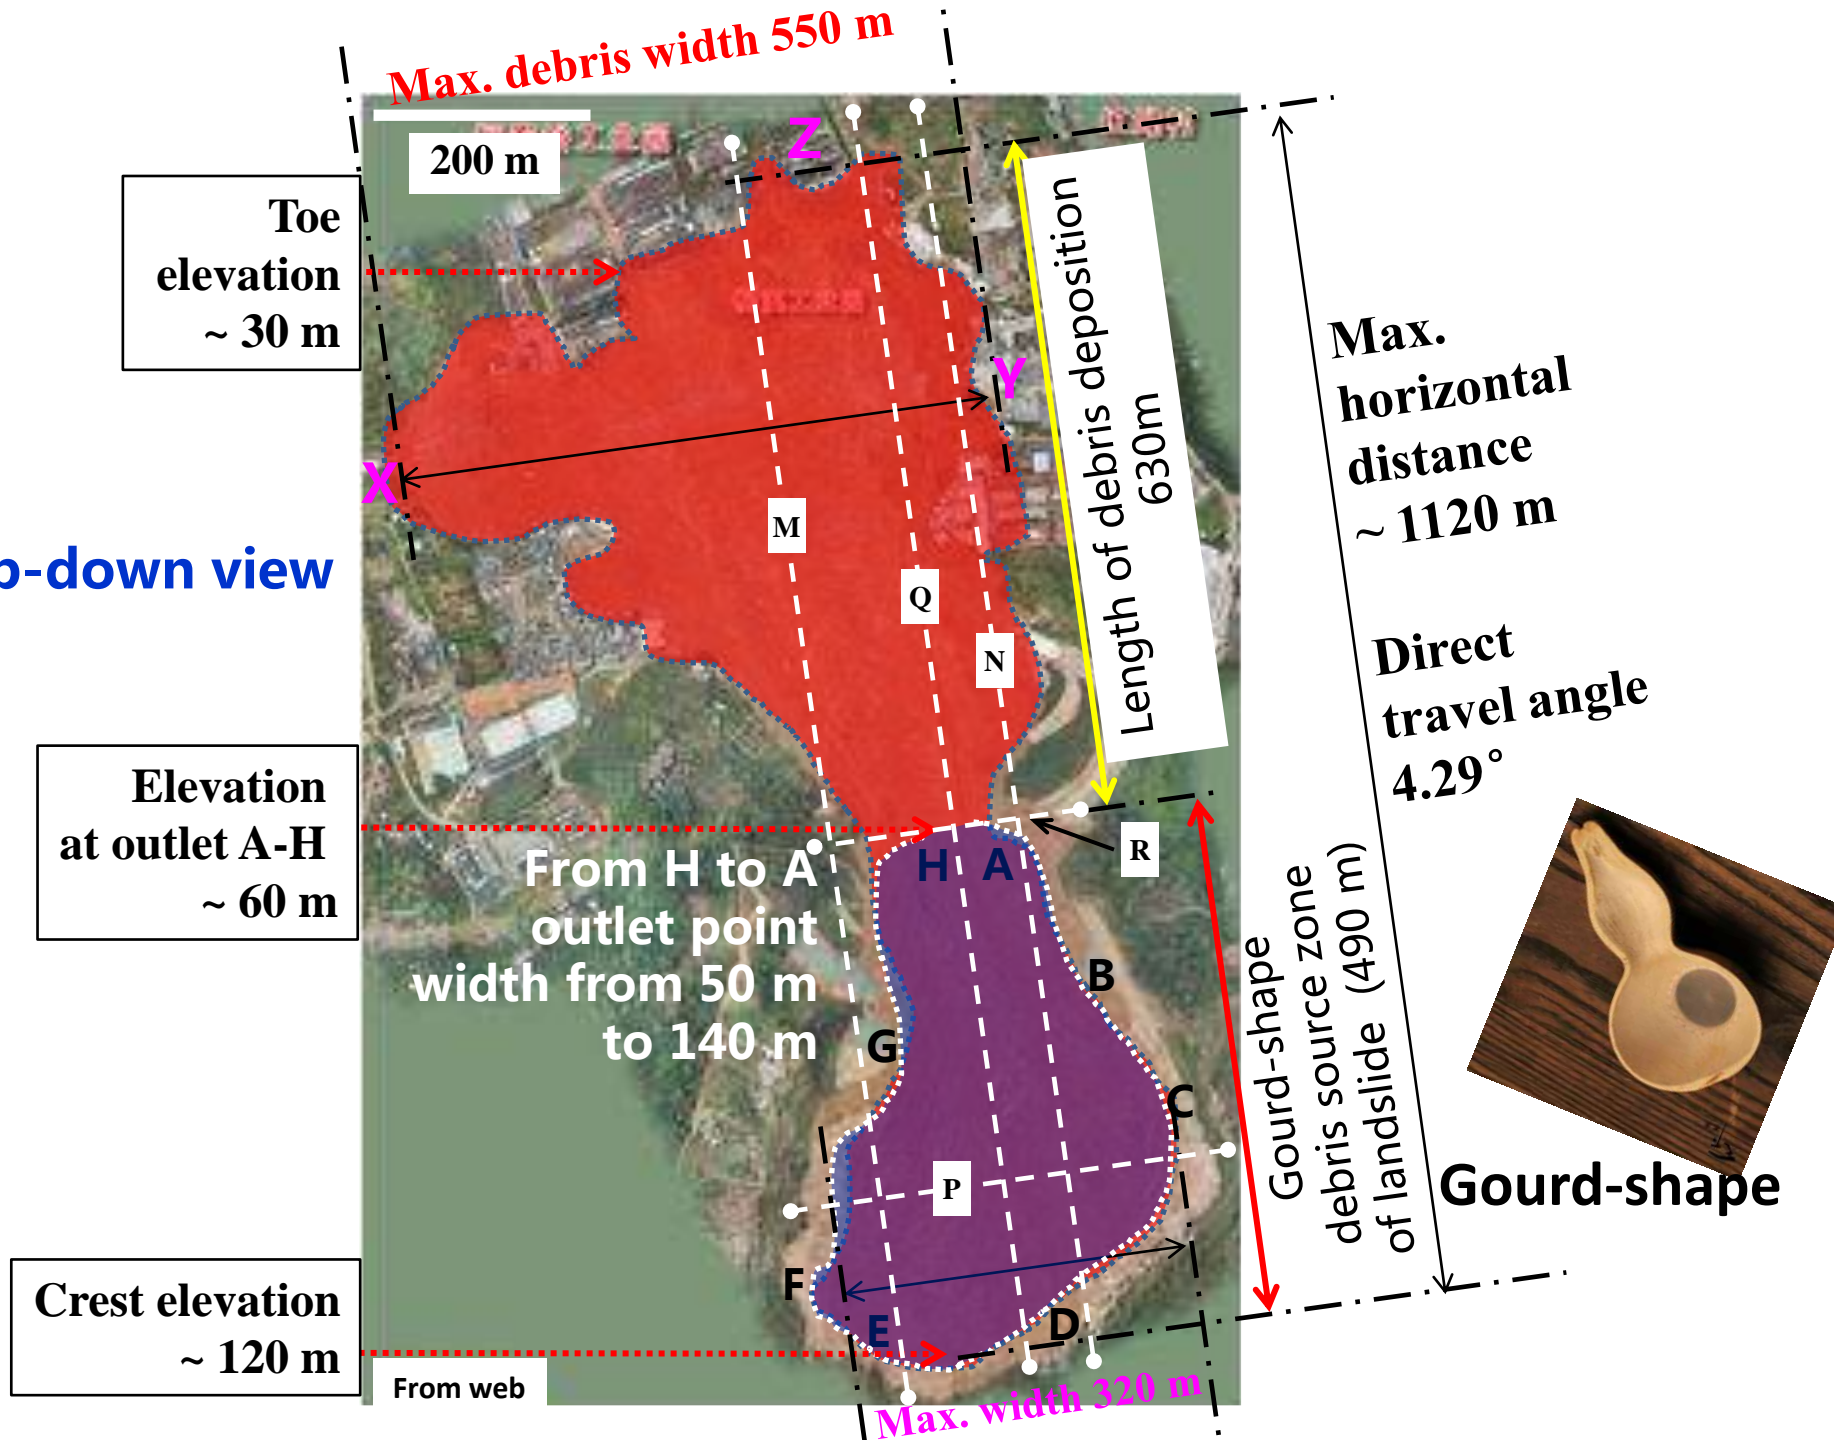 Max. debris width 550 m
200 m
Z
Toe
elevation
~ 30 m
Length of debris deposition
630m
Max.
horizontal
distance
~ 1120 m
Y
X
M
p-down view
Q
N
Direct
travel angle
4.29°
Elevation
at outlet A-H
~ 60 m
From H to A
outlet point
width from 50 m
to 140 m
H
A
R
B
G
C
Gourd-shape
debris source zone
of landslide (490 m)
Gourd-shape
P
F
E
D
Crest elevation
~ 120 m
From web
Max. width 320 m